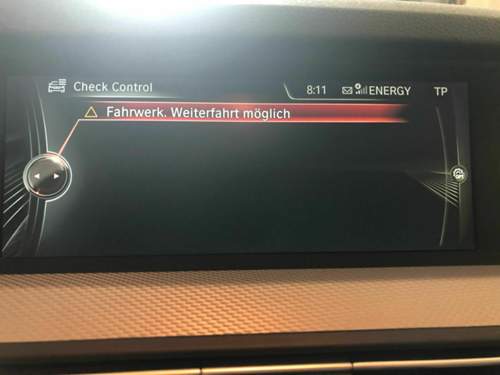 Check Control
8:11 ENERGY TP
Fahrwerk. Weiterfahrt möglich